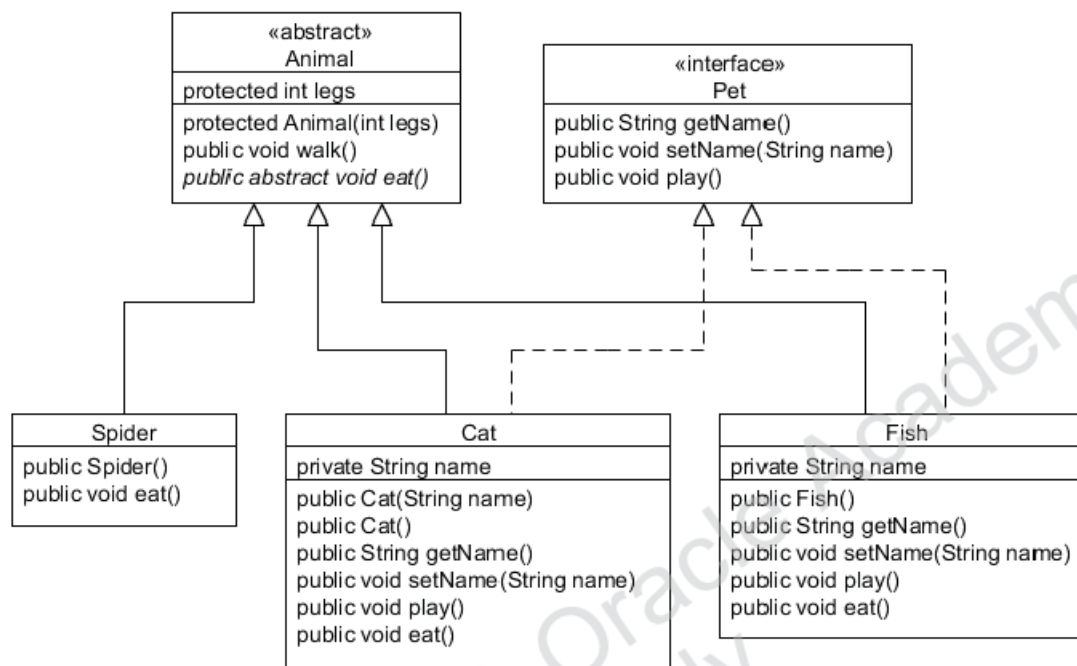 «abstract»
Animal
protected int legs
protected Animal(int legs)
public void walk()
public abstract void eat()
«interface»
Pet
public String getName()
public void setName(String name)
public void play()
Spider
public Spider()
public void eat()
Cat
private String name
public Cat(String name)
public Cat()
public String getName()
public void setName(String name)
public void play()
public void eat()
Fish
private String name
public Fish()
public String getName()
public void setName(String name)
public void play()
public void eat()
Oracle Academ